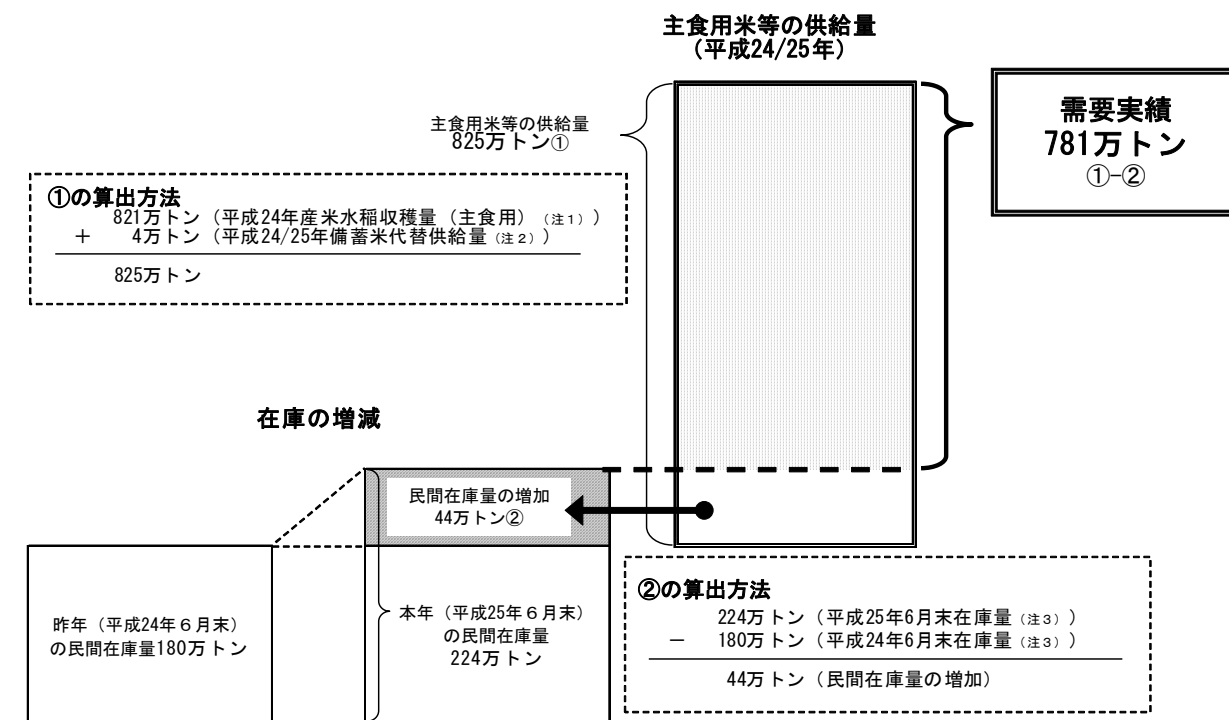 主食用米等の供給量
（平成24/25年）
主食用米等の供給量
825万トン①
需要実績
781万トン
①-②
①の算出方法
821万トン（平成24年産米水稲収穫量（主食用）（注1））
＋ 4万トン（平成24/25年備蓄米代替供給量（注2））
825万トン
在庫の増減
民間在庫量の増加
44万トン②
昨年（平成24年６月末）
の民間在庫量180万トン
本年（平成25年６月末）
の民間在庫量
224万トン
②の算出方法
224万トン（平成25年6月末在庫量（注3））
－ 180万トン（平成24年6月末在庫量（注3））
44万トン（民間在庫量の増加）